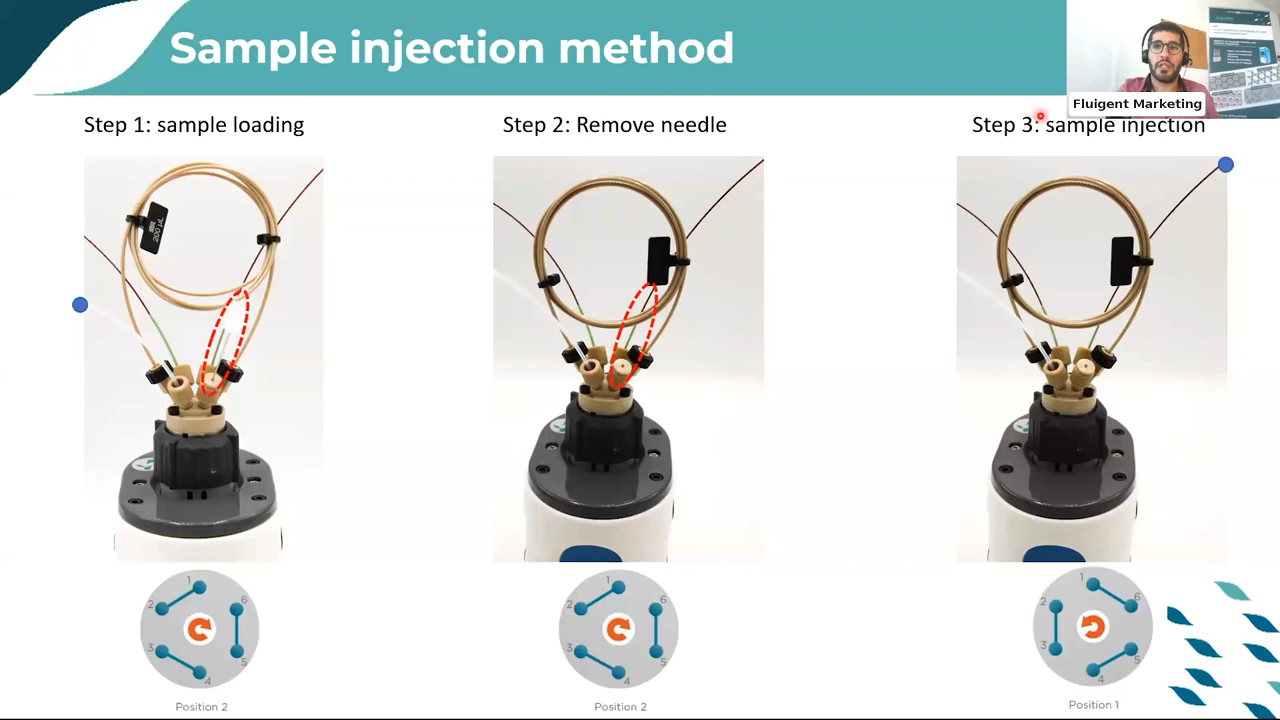 Sample injection method
Fluigent Marketing
Step 1: sample loading
Step 2: Remove needle
Step 3: sample injection
200 µL
1
2
6
3
5
4
Position 2
1
2
6
3
5
4
Position 2
1
2
6
3
5
4
Position 1